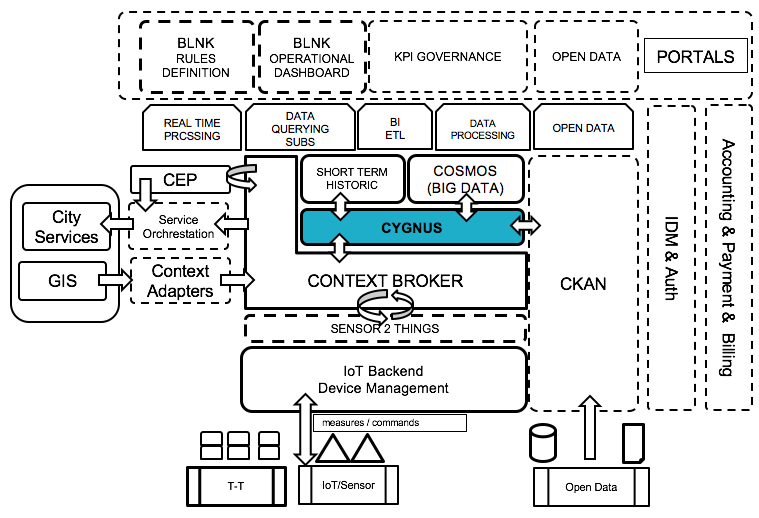 BLNK
RULES
DEFINITION
BLNK
OPERATIONAL
DASHBOARD
KPI GOVERNANCE
OPEN DATA
PORTALS
REAL TIME
PRCSSING
DATA
QUERYING
SUBS
BI
ETL
DATA
PROCESSING
OPEN DATA
CEP
SHORT TERM
HISTORIC
COSMOS
(BIG DATA)
City
Services
Service
Orchrestation
CYGNUS
GIS
Context
Adapters
CONTEXT BROKER
CKAN
IDM & Auth
Accounting & Payment & Billing
SENSOR 2 THINGS
IoT Backend
Device Management
measures / commands
T-T
IoT/Sensor
Open Data